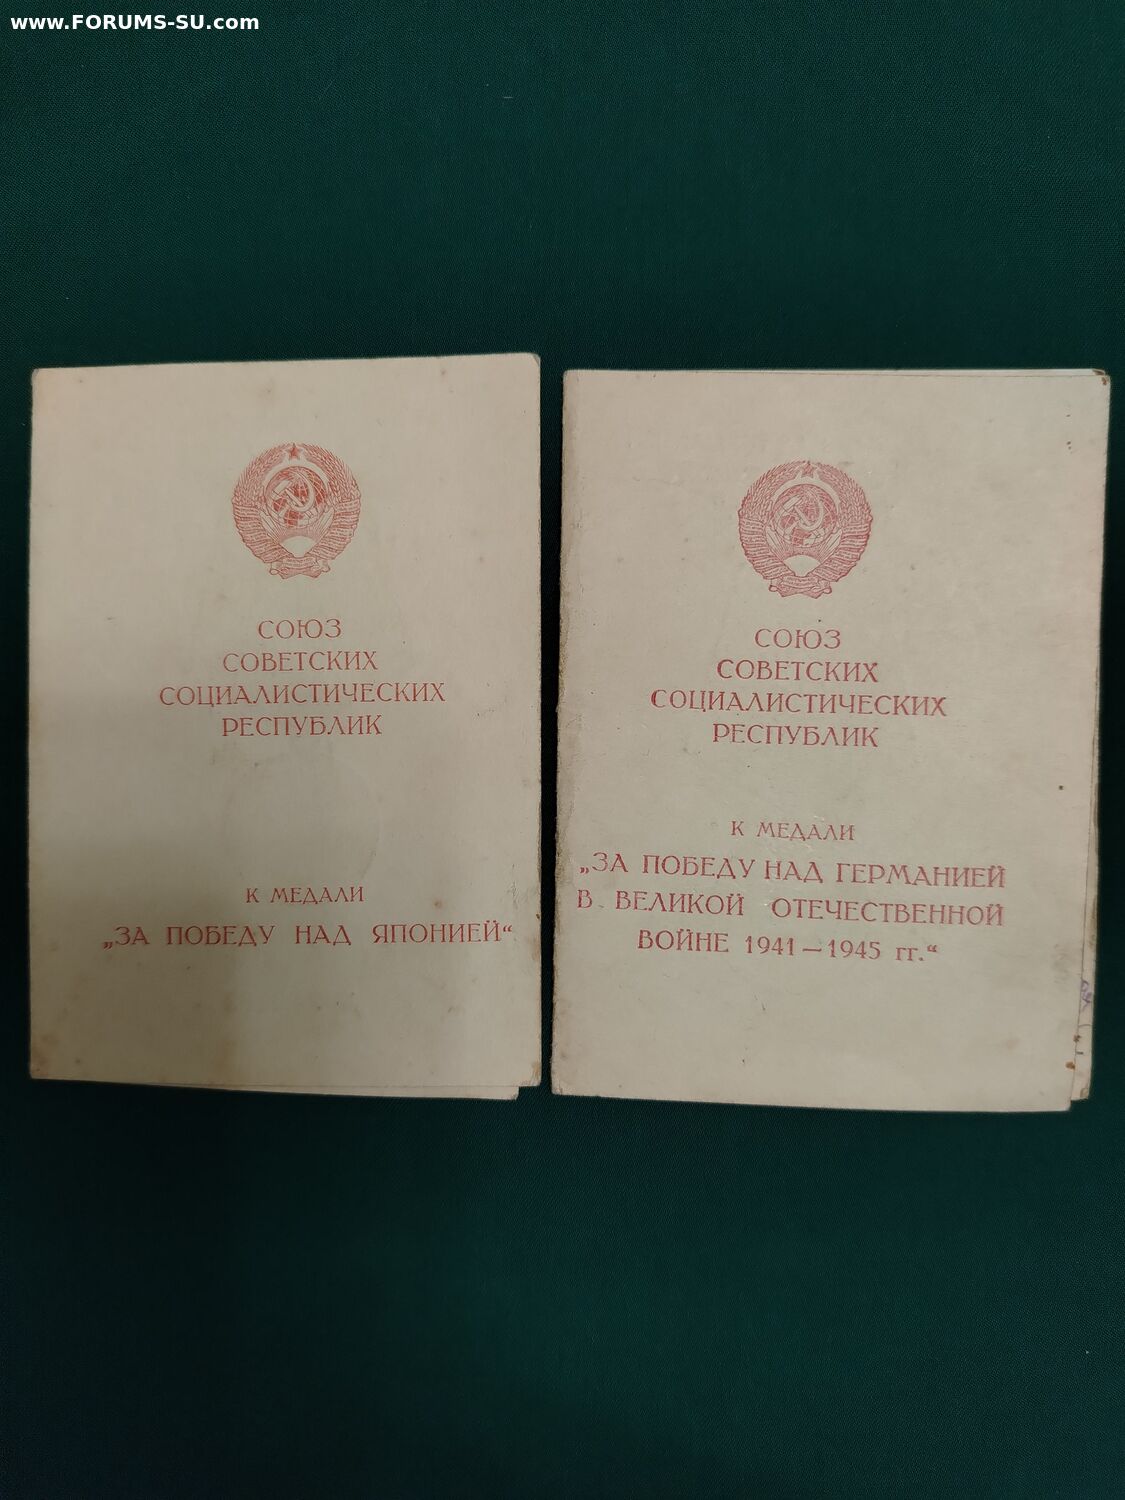 www.FORUMS-SU.com
СОЮЗ
СОВЕТСКИХ
СОЦИАЛИСТИЧЕСКИХ
РЕСПУБЛИК
К МЕДАЛИ
„ЗА ПОБЕДУ НАД ЯПОНИЕЙ“
СОЮЗ
СОВЕТСКИХ
СОЦИАЛИСТИЧЕСКИХ
РЕСПУБЛИК
К МЕДАЛИ
„ЗА ПОБЕДУ НАД ГЕРМАНИЕЙ
В ВЕЛИКОЙ ОТЕЧЕСТВЕННОЙ
ВОЙНЕ 1941—1945 гг.“